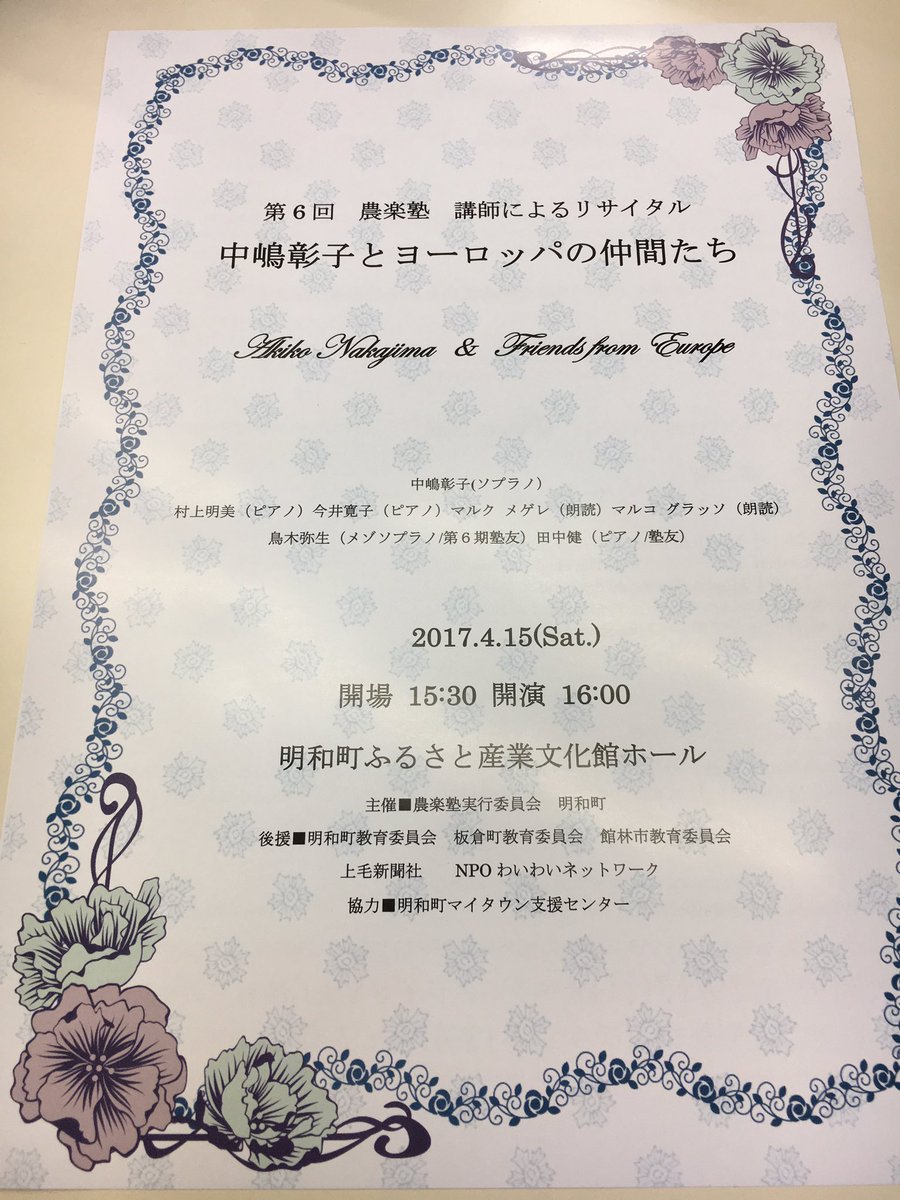 第6回 農楽塾 講師によるリサイタル
中嶋彰子とヨーロッパの仲間たち
Akiko Nakajima & Friends from Europe
中嶋彰子(ソプラノ)
村上明美（ピアノ）今井寛子（ピアノ）マルク メゲレ（朗読）マルコ グラッソ（朗読）
鳥木弥生（メゾソプラノ/第6期塾友）田中健（ピアノ/塾友）
2017.4.15(Sat.)
開場 15:30 開演 16:00
明和町ふるさと産業文化館ホール
主催■農楽塾実行委員会 明和町
後援■明和町教育委員会 板倉町教育委員会 館林市教育委員会
上毛新聞社 NPO わいわいネットワーク
協力■明和町マイタウン支援センター